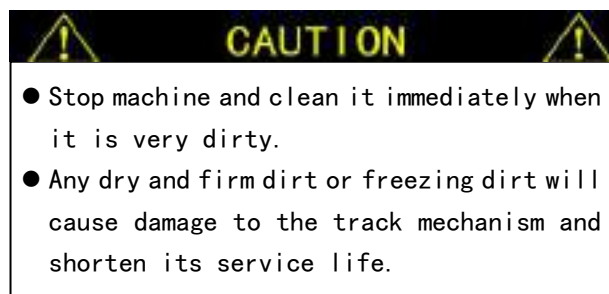 CAUTION
● Stop machine and clean it immediately when
it is very dirty.
● Any dry and firm dirt or freezing dirt will
cause damage to the track mechanism and
shorten its service life.